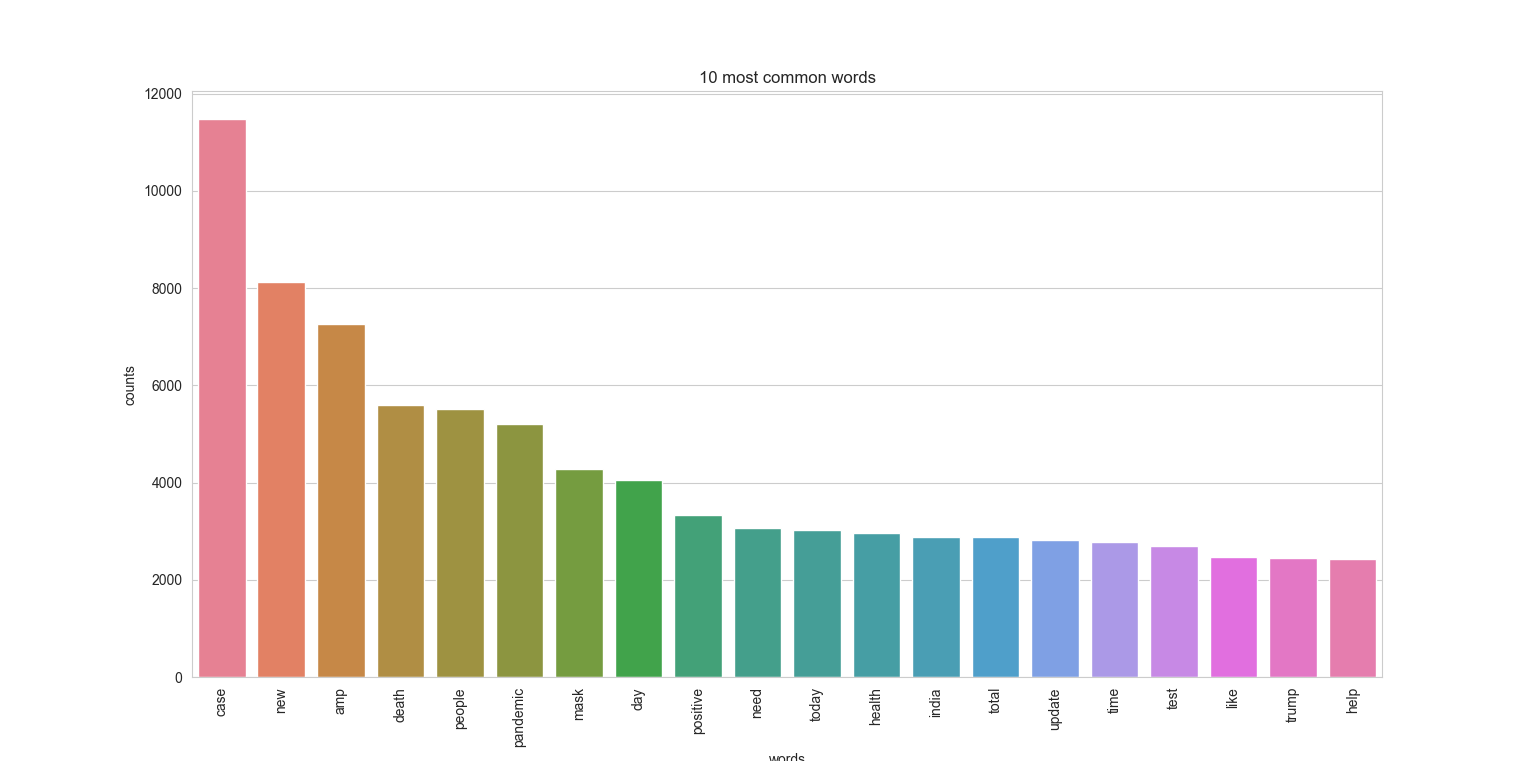 10 most common words
12000
10000
8000
6000
4000
2000
0
counts
case
new
amp
death
people
pandemic
mask
day
positive
need
today
health
india
total
update
time
test
like
trump
help
words